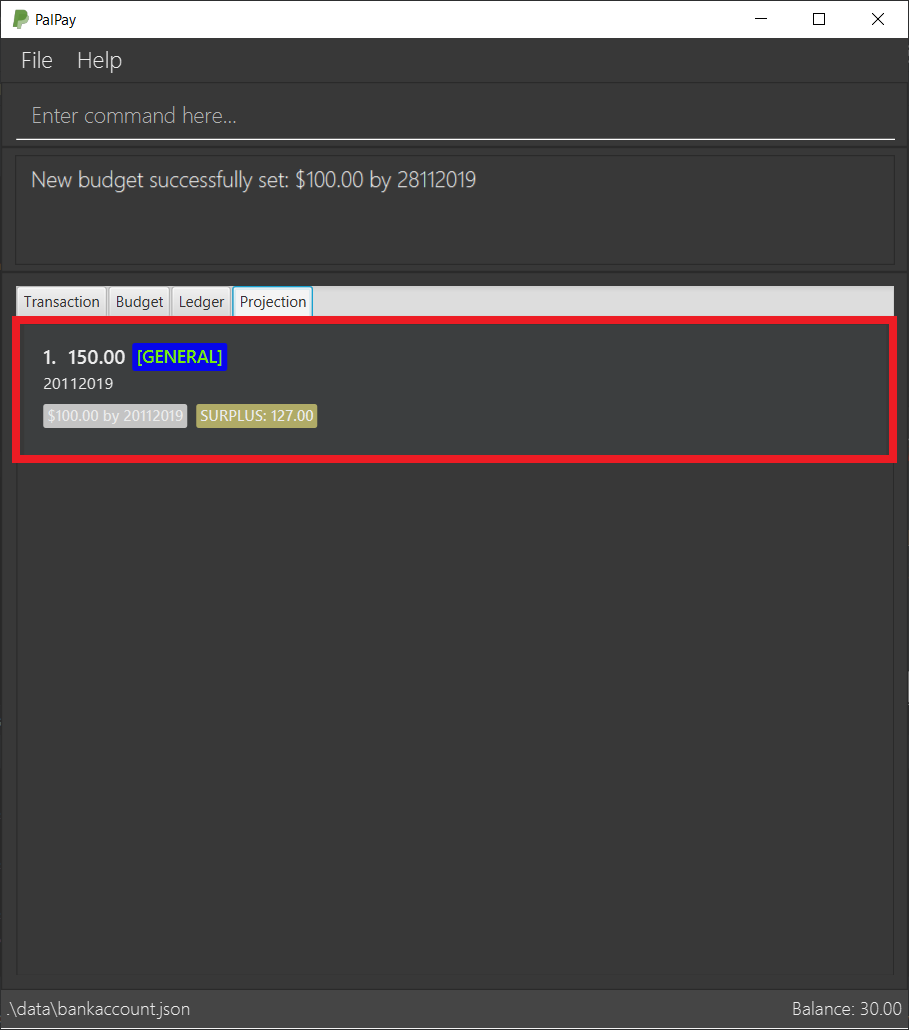 PalPay
File Help
Enter command here...
New budget successfully set: $100.00 by 28112019
Transaction Budget Ledger Projection
1. 150.00 [GENERAL]
20112019
$100.00 by 20112019 SURPLUS: 127.00
.\data\bankaccount.json Balance: 30.00